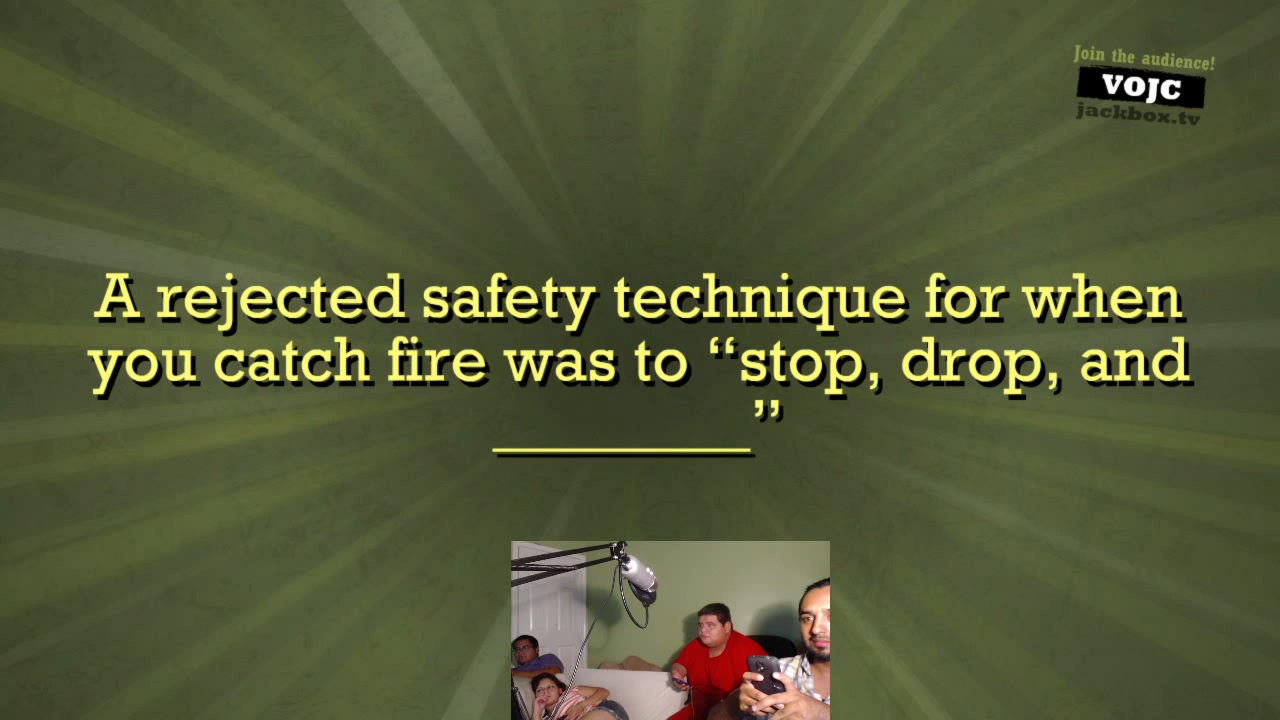 Join the audience!
VOJC
jackbox.tv
A rejected safety technique for when
you catch fire was to “stop, drop, and
________”